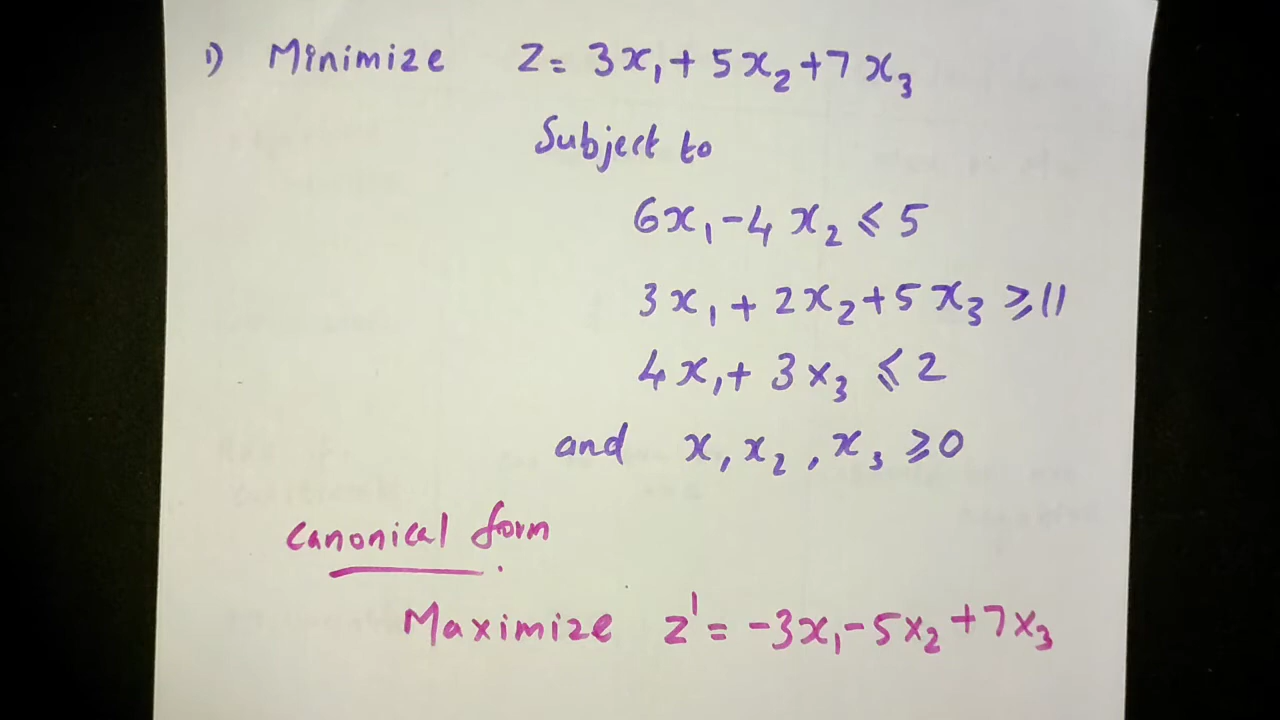 1) Minimize Z = 3x₁ + 5x₂ + 7x₃
Subject to
6x₁ - 4x₂ ⩽ 5
3x₁ + 2x₂ + 5x₃ ⩾ 11
4x₁ + 3x₃ ⩽ 2
and x₁ x₂, x₃ ⩾ 0
Canonical form
Maximize z' = -3x₁ - 5x₂ + 7x₃